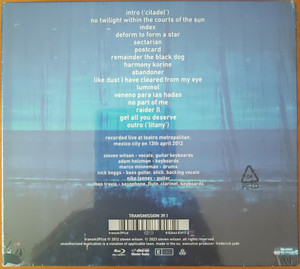 intro ('citadel')
no twilight within the courts of the sun
index
deform to form a star
sectarian
postcard
remainder the black dog
harmony korine
abandoner
like dust i have cleared from my eye
luminol
veneno para las hadas
no part of me
raider II
get all you deserve
outro ('litany')
recorded live at teatro metropolitan,
mexico city on 13th april 2012
steven wilson - vocals, guitar keyboards
adam holzman - keyboards
marco minnemann - drums
nick beggs - bass guitar, stick, backing vocals
niko tsonev - guitar
theo travis - saxophone, flute, clarinet, keyboards
TRANSMISSION 39.1